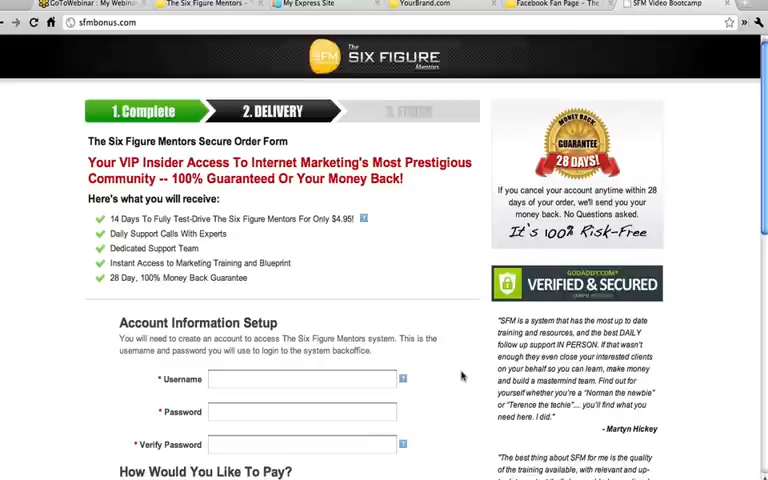 GoToWebinar : My Webinar
The Six Figure Mentors -
My Express Site
YourBrand.com
Facebook Fan Page - The
SFM Video Bootcamp
sfmbonus.com
SFM
The
SIX FIGURE
Mentors
1. Complete
2. DELIVERY
The Six Figure Mentors Secure Order Form
Your VIP Insider Access To Internet Marketing's Most Prestigious
Community -- 100% Guaranteed Or Your Money Back!
Here's what you will receive:
14 Days To Fully Test-Drive The Six Figure Mentors For Only $4.95!
Daily Support Calls With Experts
Dedicated Support Team
Instant Access to Marketing Training and Blueprint
28 Day, 100% Money Back Guarantee
Account Information Setup
You will need to create an account to access The Six Figure Mentors system. This is the
username and password you will use to login to the system backoffice.
* Username
* Password
* Verify Password
How Would You Like To Pay?
MONEY BACK
GUARANTEE
28 DAYS!
If you cancel your account anytime within 28
days of your order, we'll send you your
money back. No Questions asked.
It's 100% Risk-Free
GODADDY.COM
VERIFIED & SECURED
"SFM is a system that has the most up to date
training and resources, and the best DAILY
follow up support IN PERSON. If that wasn't
enough they even close your interested clients
on your behalf so you can learn, make money
and build a mastermind team. Find out for
yourself whether you're a "Norman the newbie"
or "Terence the techie".... you'll find what you
need here. I did."
- Martyn Hickey
"The best thing about SFM for me is the quality
of the training available, with relevant and up-